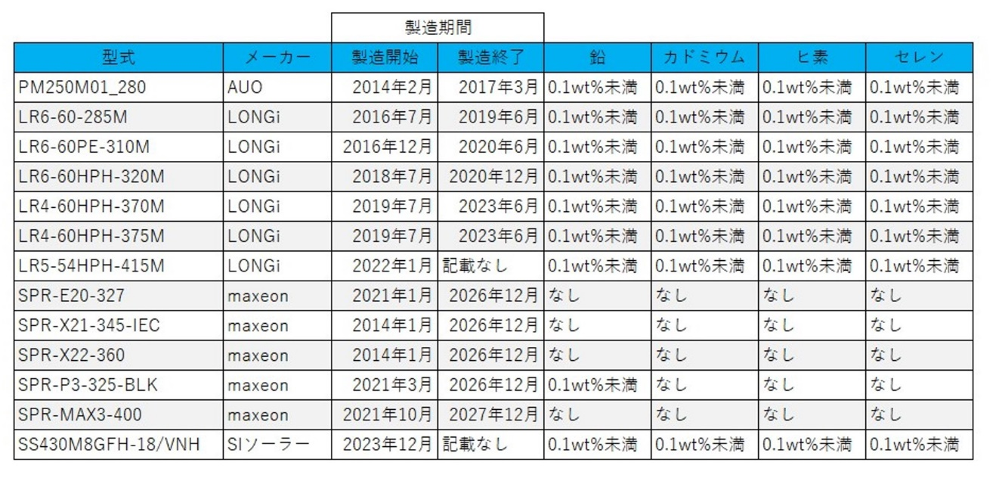 製造期間
型式 メーカー 製造開始 製造終了 鉛 カドミウム ヒ素 セレン
PM250M01_280 AUO 2014年2月 2017年3月 0.1wt%未満 0.1wt%未満 0.1wt%未満 0.1wt%未満
LR6-60-285M LONGi 2016年7月 2019年6月 0.1wt%未満 0.1wt%未満 0.1wt%未満 0.1wt%未満
LR6-60PE-310M LONGi 2016年12月 2020年6月 0.1wt%未満 0.1wt%未満 0.1wt%未満 0.1wt%未満
LR6-60HPH-320M LONGi 2018年7月 2020年12月 0.1wt%未満 0.1wt%未満 0.1wt%未満 0.1wt%未満
LR4-60HPH-370M LONGi 2019年7月 2023年6月 0.1wt%未満 0.1wt%未満 0.1wt%未満 0.1wt%未満
LR4-60HPH-375M LONGi 2019年7月 2023年6月 0.1wt%未満 0.1wt%未満 0.1wt%未満 0.1wt%未満
LR5-54HPH-415M LONGi 2022年1月 記載なし 0.1wt%未満 0.1wt%未満 0.1wt%未満 0.1wt%未満
SPR-E20-327 maxeon 2021年1月 2026年12月 なし なし なし なし
SPR-X21-345-IEC maxeon 2014年1月 2026年12月 なし なし なし なし
SPR-X22-360 maxeon 2014年1月 2026年12月 なし なし なし なし
SPR-P3-325-BLK maxeon 2021年3月 2026年12月 0.1wt%未満 なし なし なし
SPR-MAX3-400 maxeon 2021年10月 2027年12月 なし なし なし なし
SS430M8GFH-18/VNH SIソーラー 2023年12月 記載なし 0.1wt%未満 0.1wt%未満 0.1wt%未満 0.1wt%未満